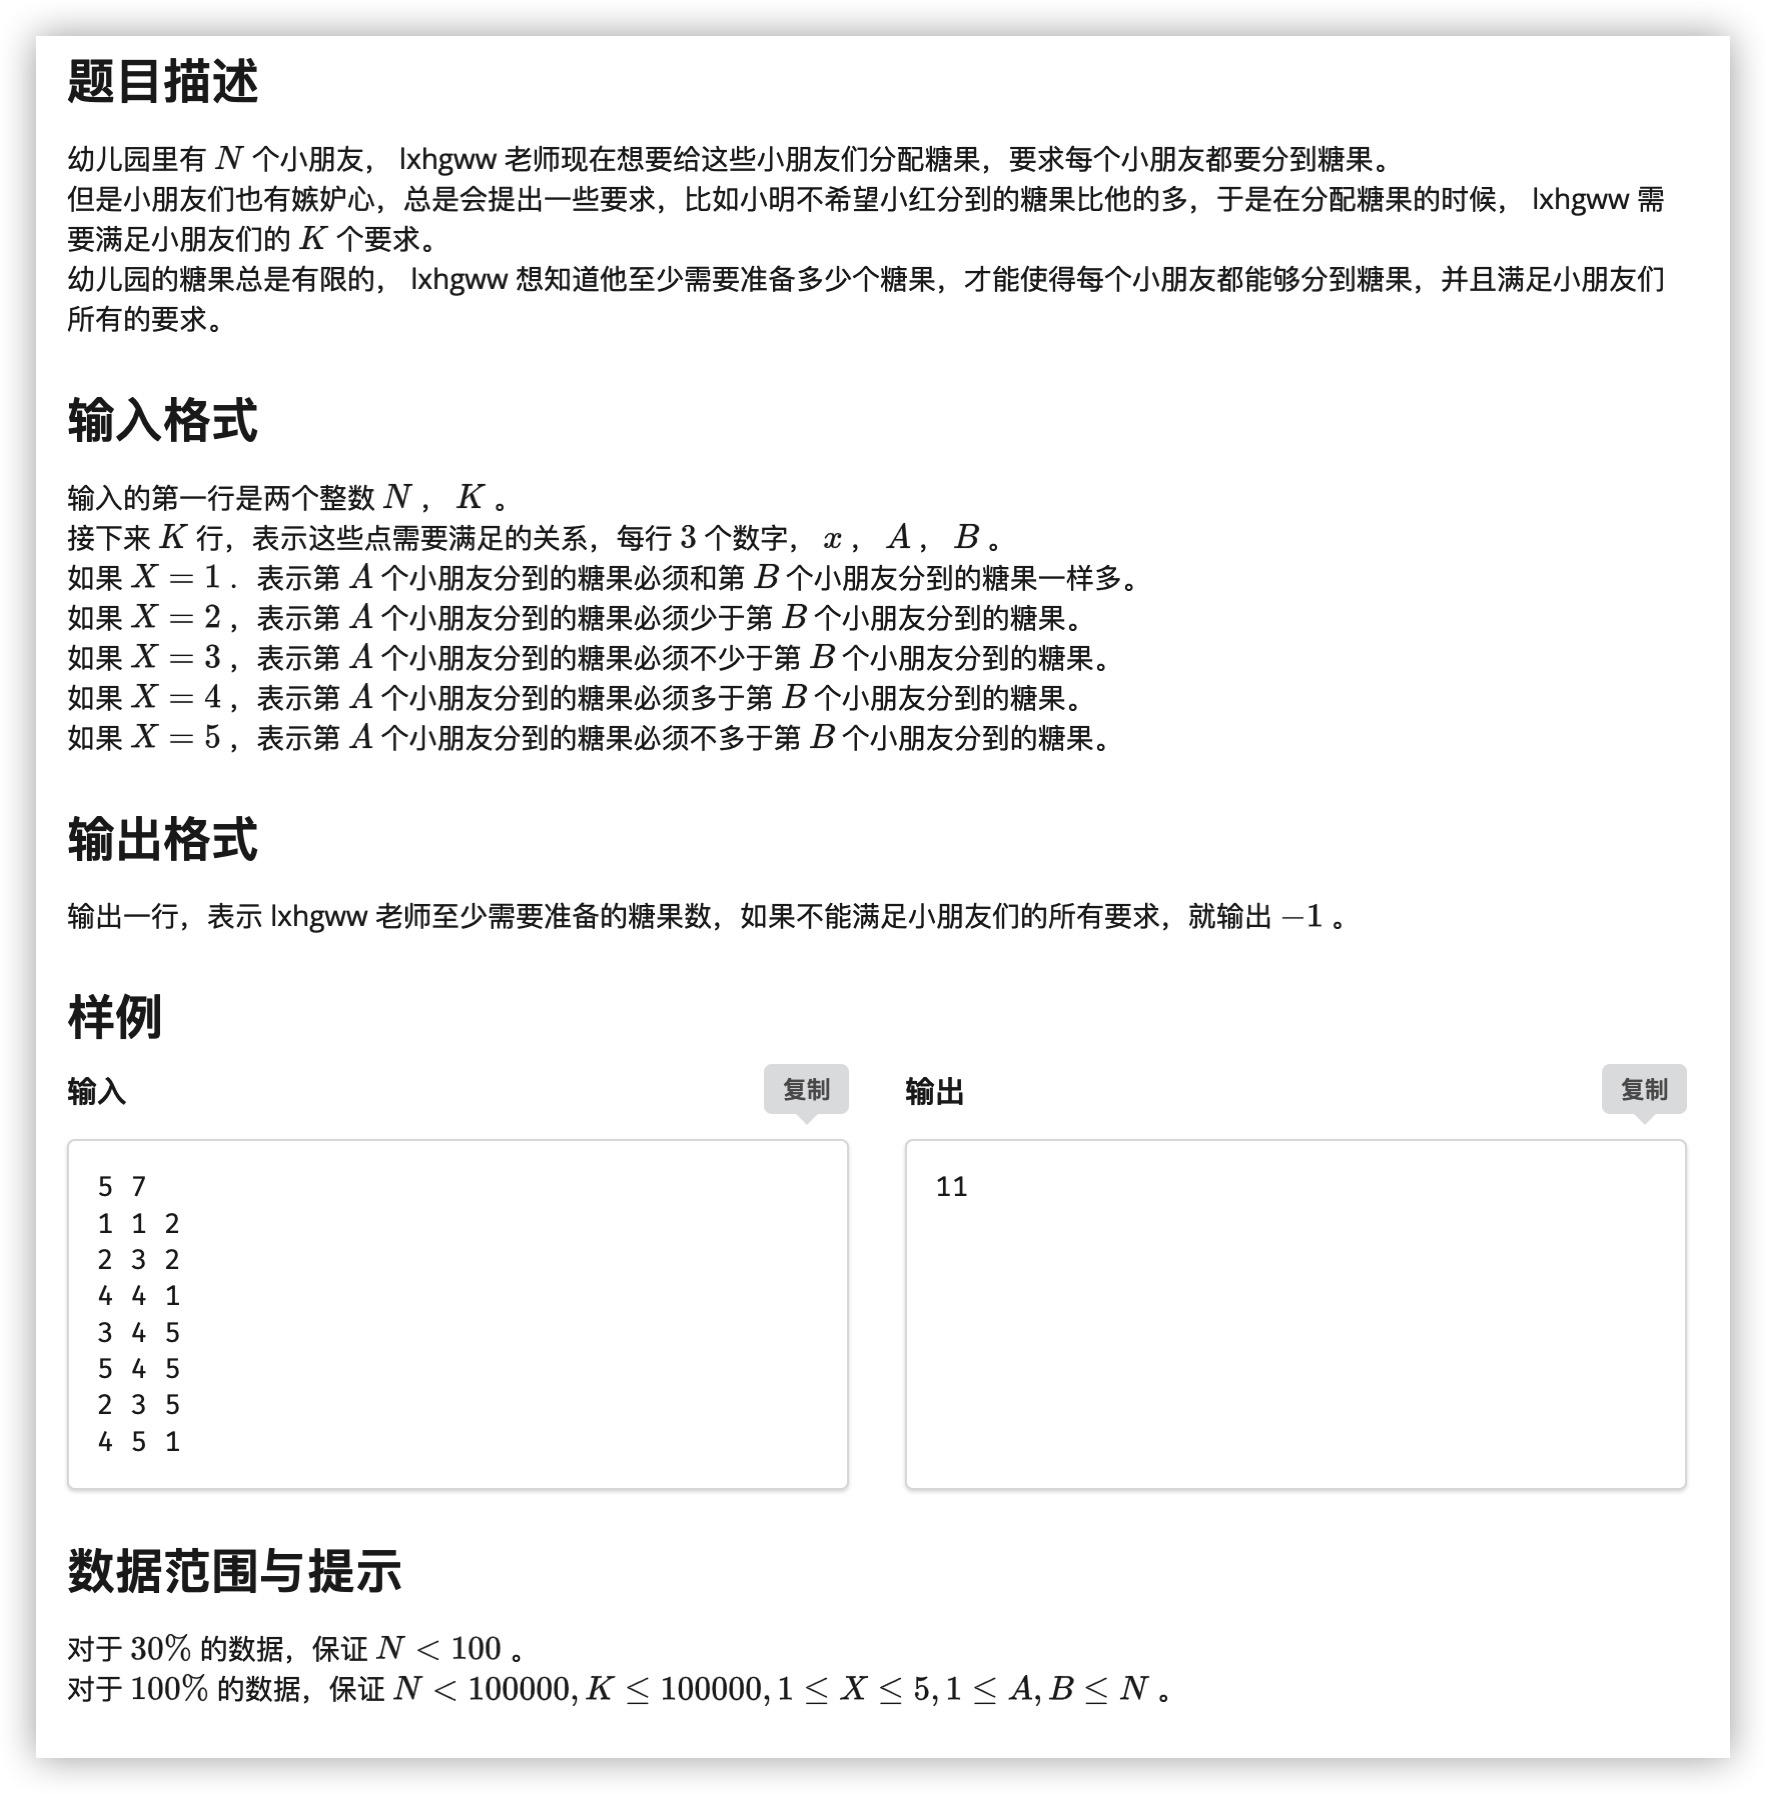 题目描述
幼儿园里有 N 个小朋友， lxhgww 老师现在想要给这些小朋友们分配糖果，要求每个小朋友都要分到糖果。
但是小朋友们也有嫉妒心，总是会提出一些要求，比如小明不希望小红分到的糖果比他的多，于是在分配糖果的时候， lxhgww 需
要满足小朋友们的 K 个要求。
幼儿园的糖果总是有限的， lxhgww 想知道他至少需要准备多少个糖果，才能使得每个小朋友都能够分到糖果，并且满足小朋友们
所有的要求。
输入格式
输入的第一行是两个整数 N ， K 。
接下来 K 行，表示这些点需要满足的关系，每行 3 个数字， x ， A ， B 。
如果 X = 1 . 表示第 A 个小朋友分到的糖果必须和第 B 个小朋友分到的糖果一样多。
如果 X = 2 ，表示第 A 个小朋友分到的糖果必须少于第 B 个小朋友分到的糖果。
如果 X = 3 ，表示第 A 个小朋友分到的糖果必须不少于第 B 个小朋友分到的糖果。
如果 X = 4 ，表示第 A 个小朋友分到的糖果必须多于第 B 个小朋友分到的糖果。
如果 X = 5 ，表示第 A 个小朋友分到的糖果必须不多于第 B 个小朋友分到的糖果。
输出格式
输出一行，表示 lxhgww 老师至少需要准备的糖果数，如果不能满足小朋友们的所有要求，就输出 −1 。
样例
输入
复制
5 7
1 1 2
2 3 2
4 4 1
3 4 5
5 4 5
2 3 5
4 5 1
输出
复制
11
数据范围与提示
对于 30% 的数据，保证 N < 100 。
对于 100% 的数据，保证 N < 100000, K ≤ 100000, 1 ≤ X ≤ 5, 1 ≤ A, B ≤ N 。